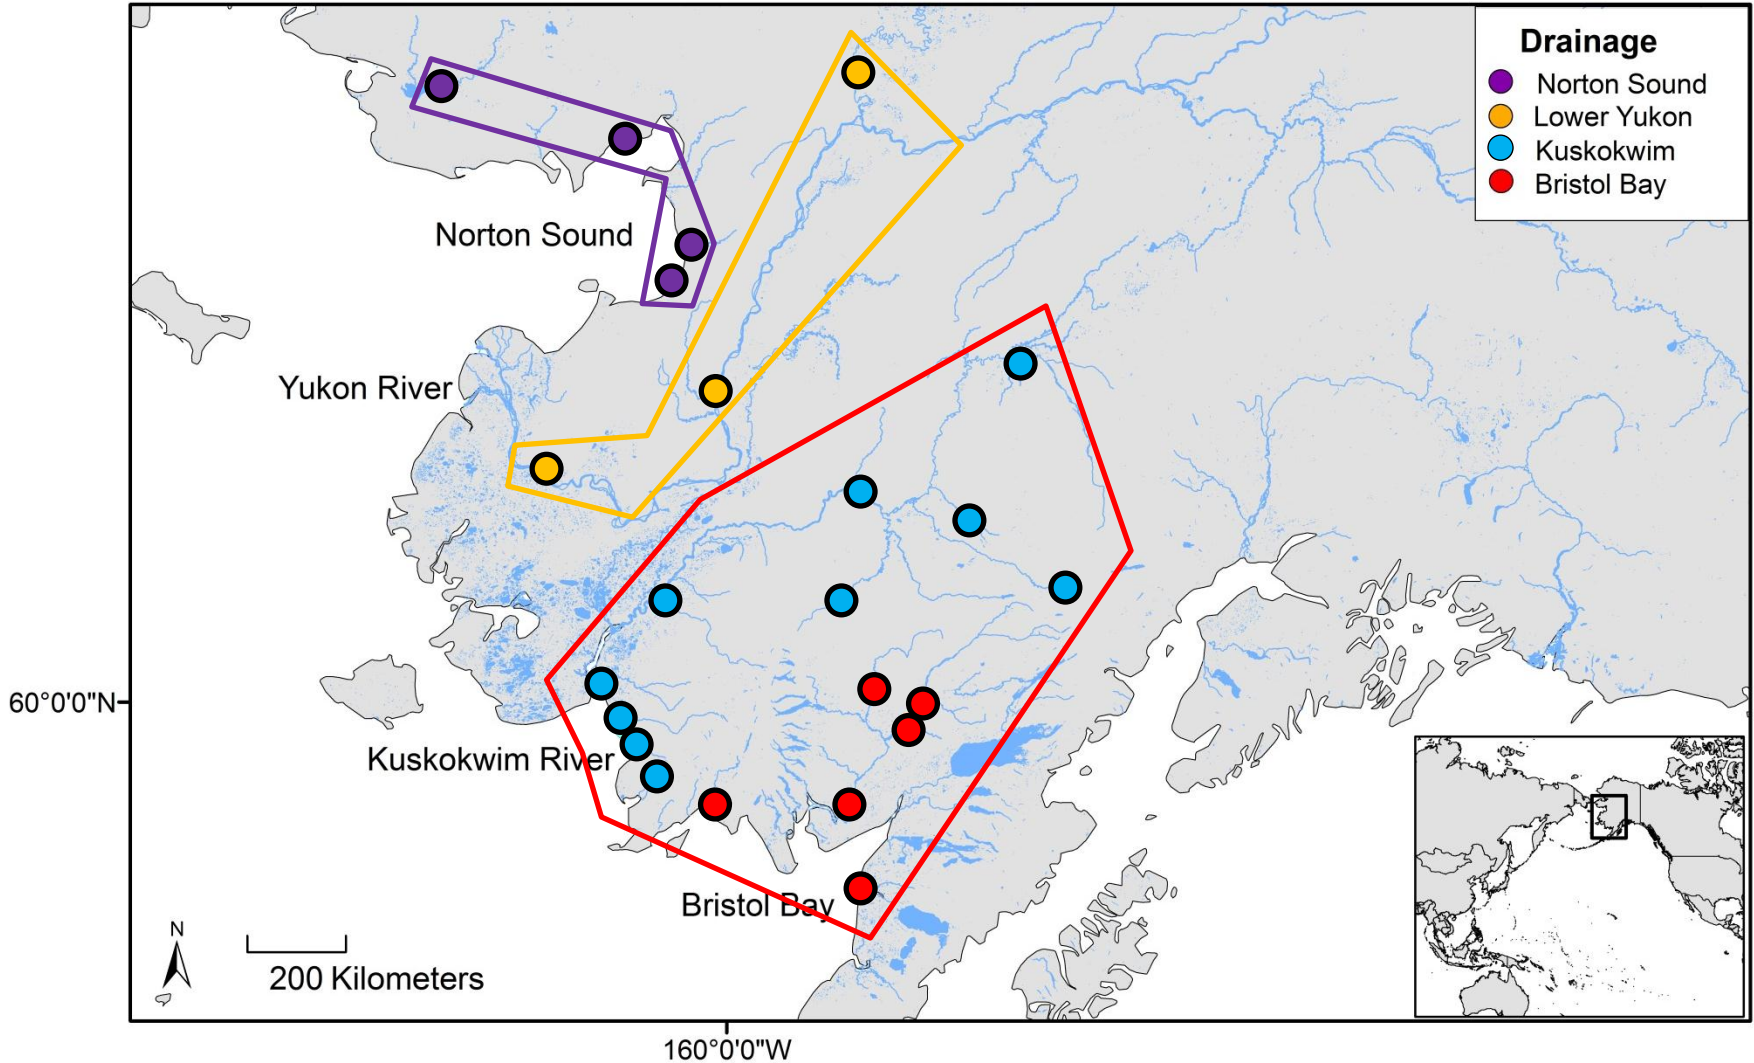 Drainage
Norton Sound
Lower Yukon
Kuskokwim
Bristol Bay
Norton Sound
Yukon River
60°0'0"N
Kuskokwim River
Bristol Bay
N
200 Kilometers
160°0'0"W